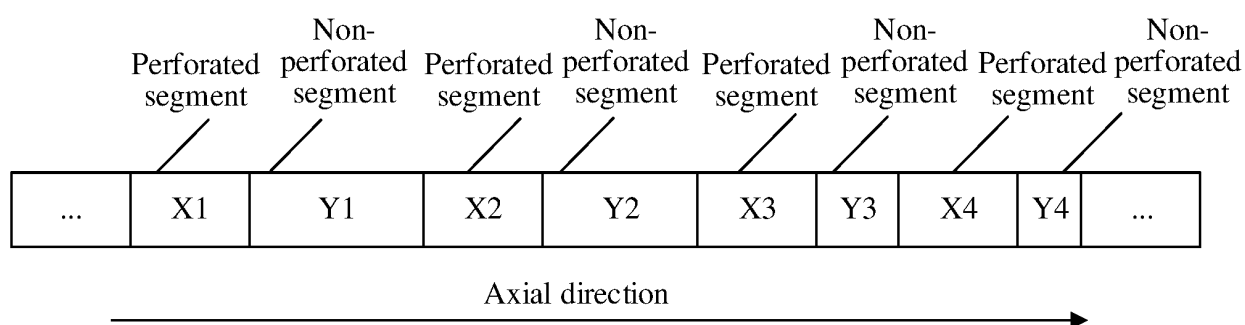 Perforated
segment
Non-
perforated
segment
Perforated
segment
Non-
perforated
segment
Perforated
segment
Non-
perforated
segment
Perforated
segment
Non-
perforated
segment
... X1 Y1 X2 Y2 X3 Y3 X4 Y4 ...
Axial direction